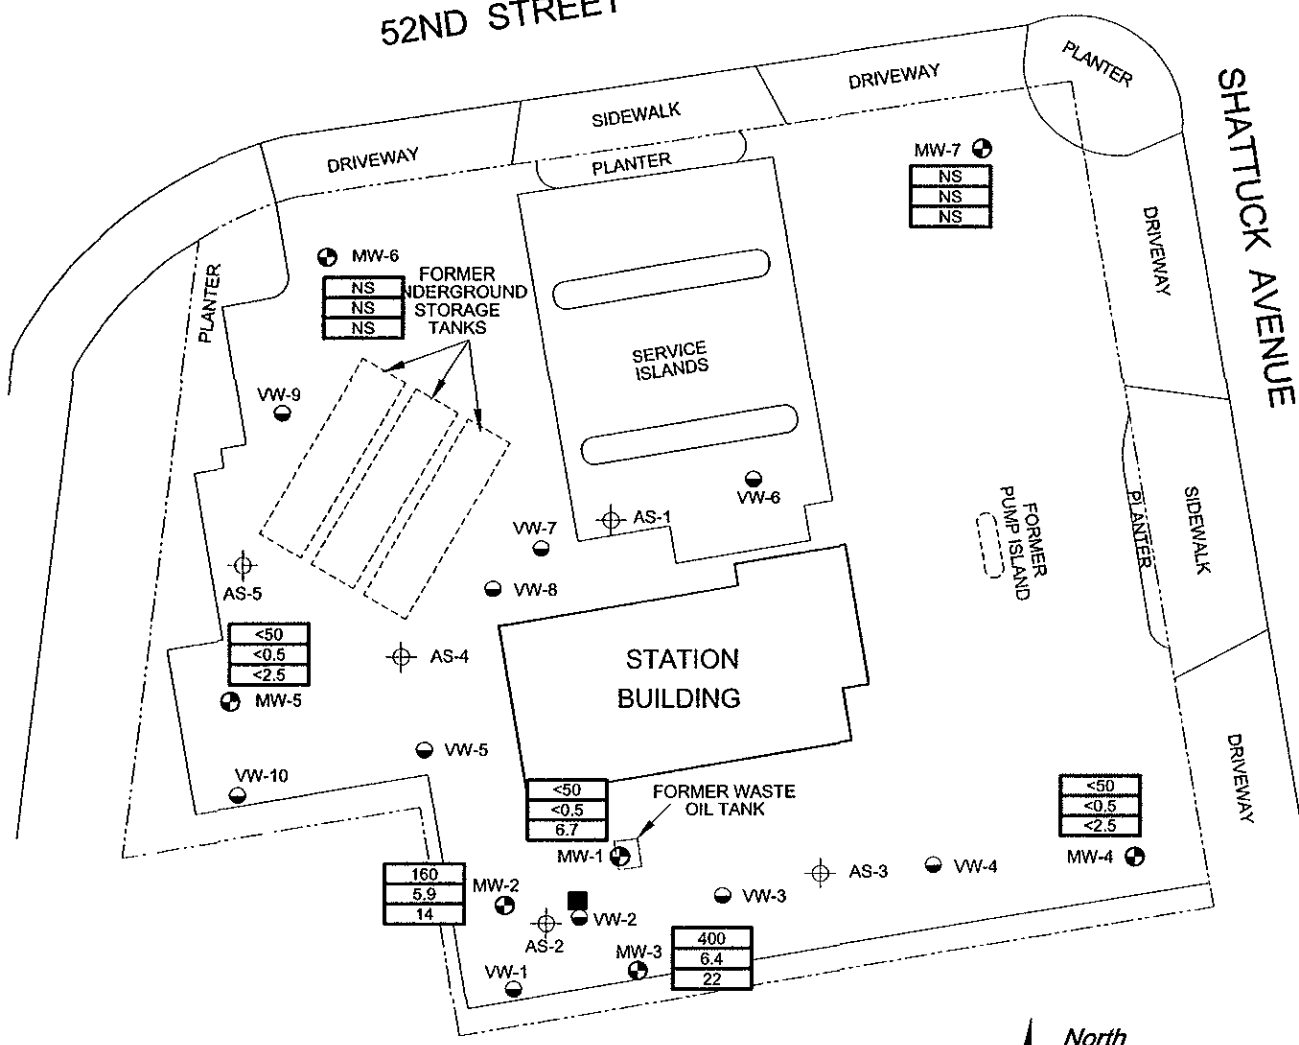 52ND STREET
SHATTUCK AVENUE
PLANTER
DRIVEWAY
SIDEWALK
DRIVEWAY
PLANTER
MW-7
NS
NS
NS
DRIVEWAY
PLANTER
MW-6
NS
NS
NS
FORMER
NDERGROUND
STORAGE
TANKS
SERVICE
ISLANDS
VW-9
VW-6
AS-1
VW-7
VW-8
FORMER
PUMP ISLAND
PLANTER
SIDEWALK
AS-5
<50
<0.5
<2.5
MW-5
AS-4
STATION
BUILDING
VW-5
VW-10
DRIVEWAY
<50
<0.5
6.7
MW-1
FORMER WASTE
OIL TANK
<50
<0.5
<2.5
MW-4
160
5.9
14
MW-2
AS-3
VW-4
VW-3
VW-2
AS-2
VW-1
MW-3
400
6.4
22
North